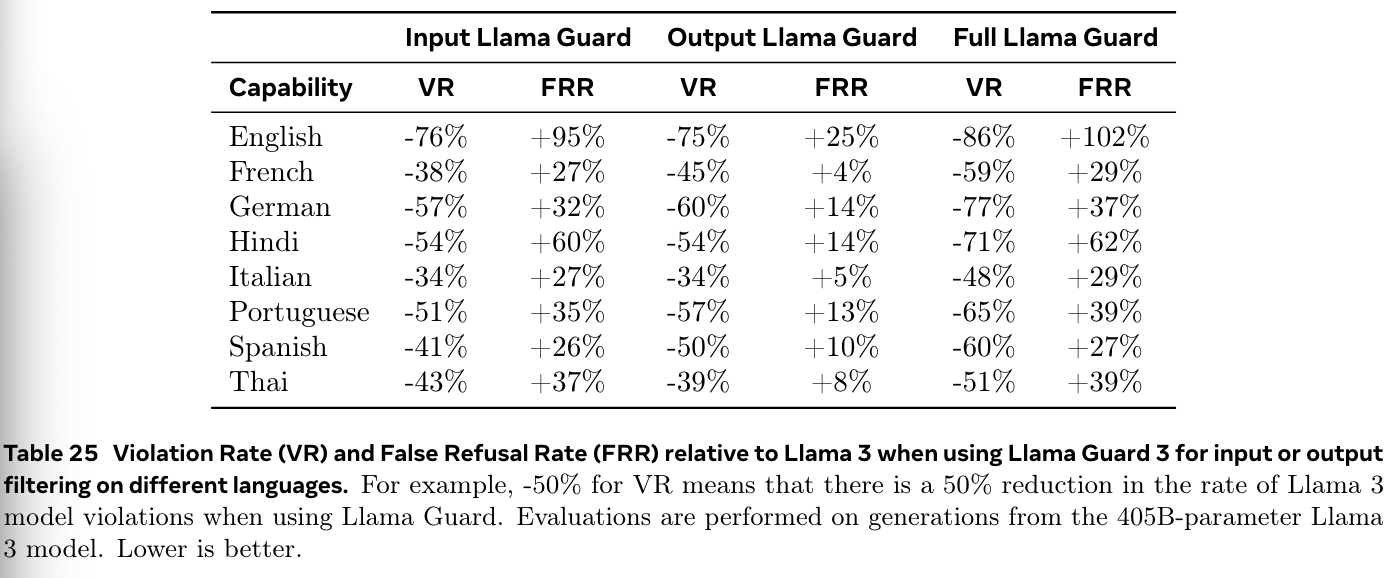 Input Llama Guard Output Llama Guard Full Llama Guard
Capability VR FRR VR FRR VR FRR
English -76% +95% -75% +25% -86% +102%
French -38% +27% -45% +4% -59% +29%
German -57% +32% -60% +14% -77% +37%
Hindi -54% +60% -54% +14% -71% +62%
Italian -34% +27% -34% +5% -48% +29%
Portuguese -51% +35% -57% +13% -65% +39%
Spanish -41% +26% -50% +10% -60% +27%
Thai -43% +37% -39% +8% -51% +39%
Table 25 Violation Rate (VR) and False Refusal Rate (FRR) relative to Llama 3 when using Llama Guard 3 for input or output
filtering on different languages. For example, -50% for VR means that there is a 50% reduction in the rate of Llama 3
model violations when using Llama Guard. Evaluations are performed on generations from the 405B-parameter Llama
3 model. Lower is better.